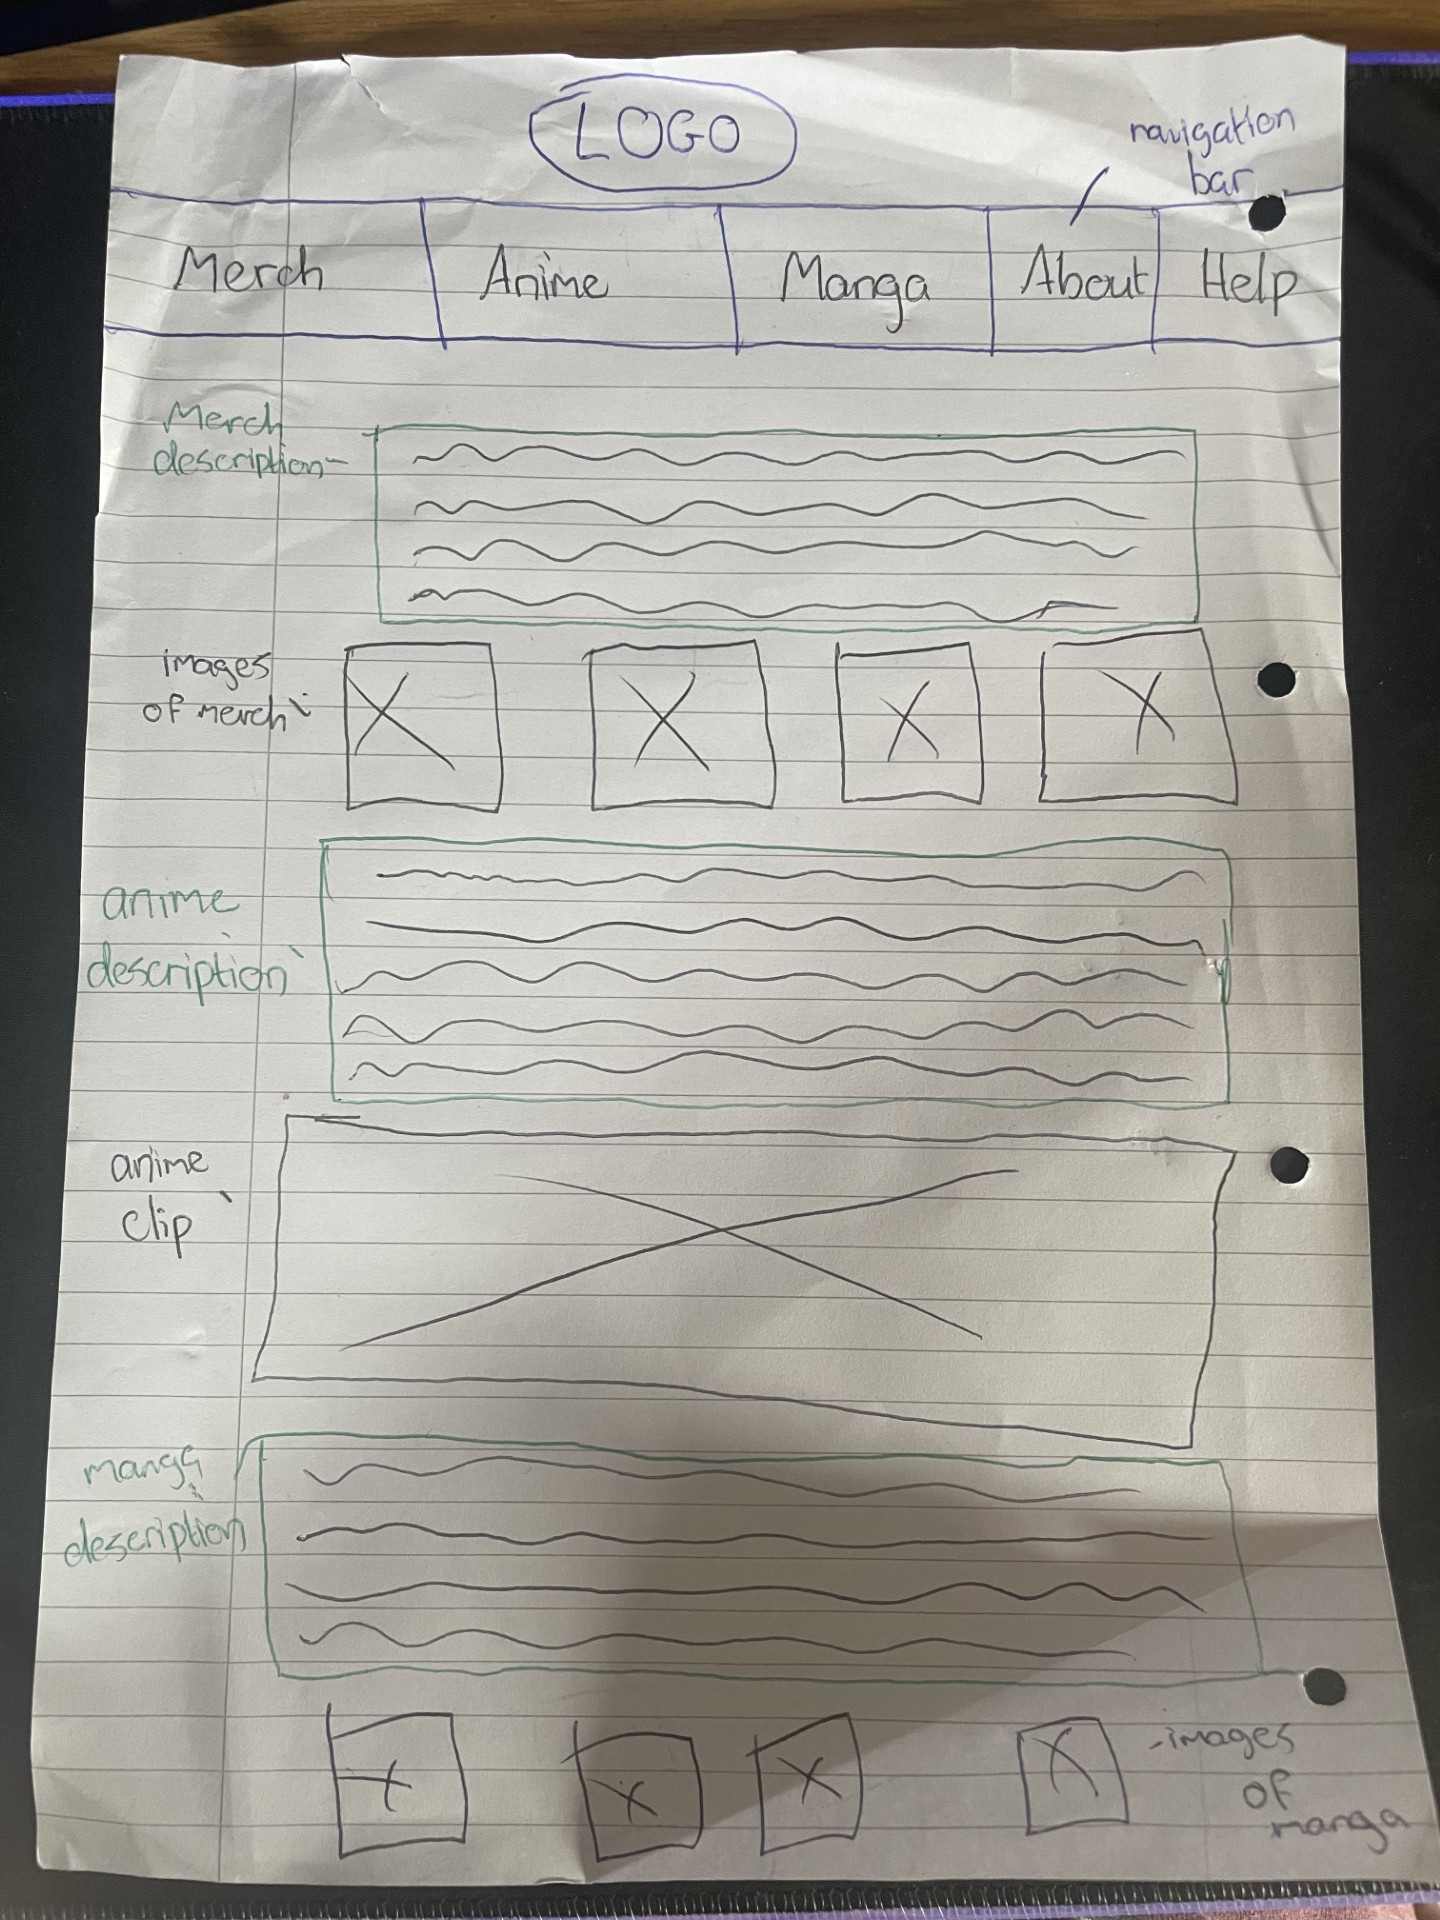 LOGO
navigation
bar
Merch
Anime
Manga
About
Help
Merch
description-
images
of merch
anime
description
anime
clip
manga
description
-images
of
manga